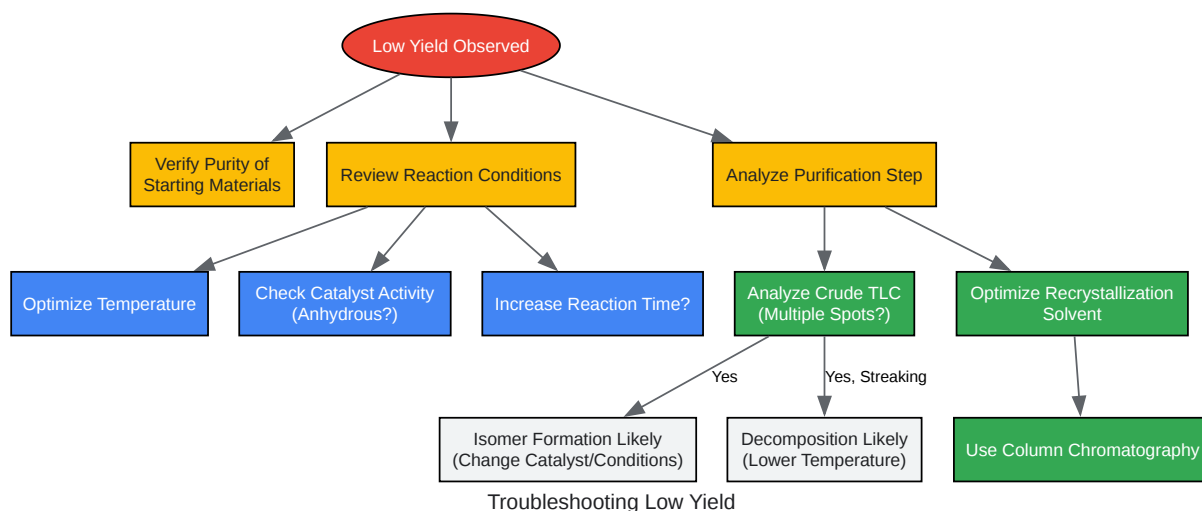 Low Yield Observed
Verify Purity of
Starting Materials
Review Reaction Conditions
Analyze Purification Step
Optimize Temperature
Check Catalyst Activity
(Anhydrous?)
Increase Reaction Time?
Analyze Crude TLC
(Multiple Spots?)
Optimize Recrystallization
Solvent
Yes
Yes, Streaking
Isomer Formation Likely
(Change Catalyst/Conditions)
Decomposition Likely
(Lower Temperature)
Use Column Chromatography
Troubleshooting Low Yield